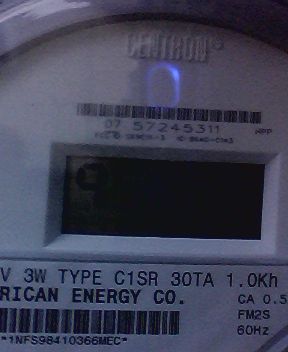 CENTRON®
07 57245311
V 3W TYPE C1SR 30TA 1.0Kh
RICAN ENERGY CO. CA 0.5
FM2S
60Hz
*1NFS98410366MEC*